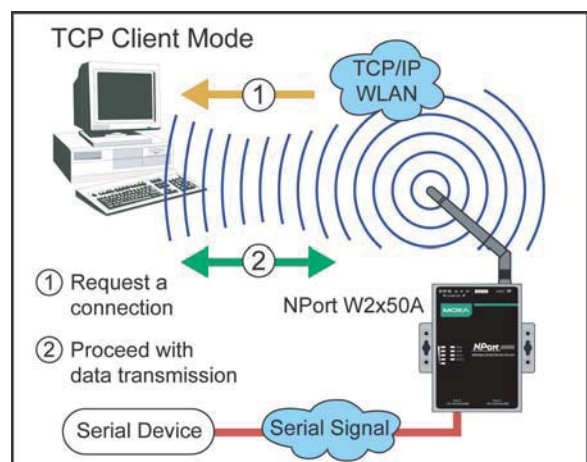 TCP Client Mode
TCP/IP
WLAN
1
2
1 Request a
connection
NPort W2x50A
2 Proceed with
data transmission
MOXA
NPort
Serial Device
Serial Signal